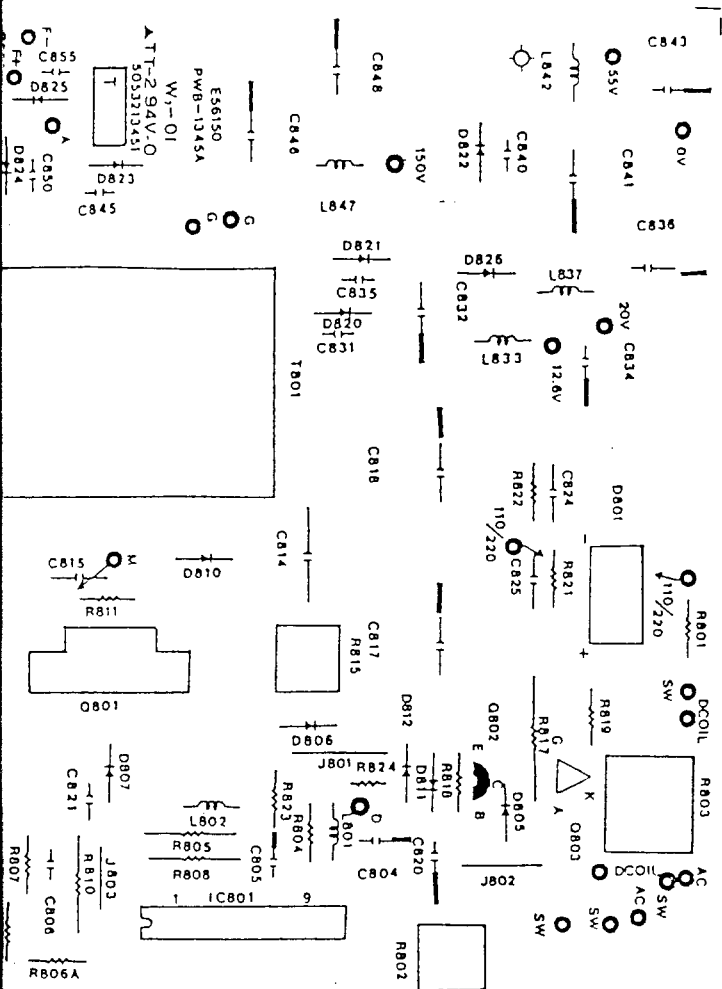 C843
L842
55V
C848
F-
C855
F+
D825
T
TT-2 94V-0
5053213451
W,-01
PWB-1345A
E56150
A
0V
C846
150V
D822
C840
C841
D824
C850
D823
C845
L847
G
G
C836
D821
C835
D826
C832
L837
20V
D820
C831
L833
12.6V
C834
T801
C818
R822
C824
D801
-
110/220
C814
C815
M
D810
C825
R821
110/220
R801
R811
C817
R815
+
SW
DCOIL
Q801
D812
Q802
R817
R819
R803
D806
E
G
J801
D807
R824
D811
R818
C
B
D805
A
K
C821
L802
R823
R804
L801
D
Q803
R805
C804
C820
J802
DCOIL
AC
R807
R810
J803
R808
C805
SW
AC
C806
1
IC801
9
SW
SW
R802
R806A